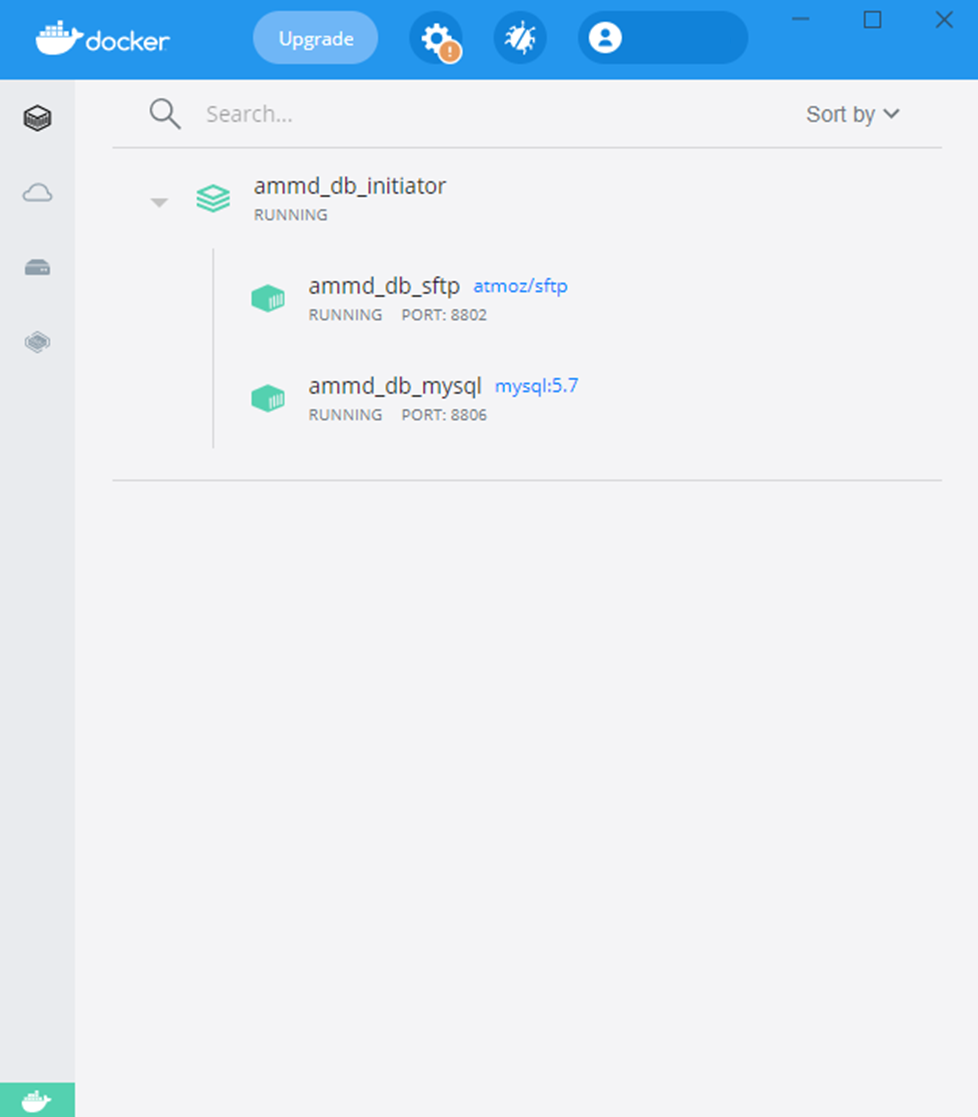 docker
Upgrade
!
Search...
Sort by
ammd_db_initiator
RUNNING
ammd_db_sftp atmoz/sftp
RUNNING PORT: 8802
ammd_db_mysql mysql:5.7
RUNNING PORT: 8806